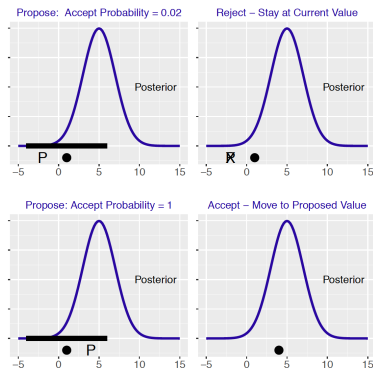 Propose:  Accept Probability = 0.02
Reject – Stay at Current Value
Posterior
Posterior
P
X
P
−5 0 5 10 15
−5 0 5 10 15
Propose: Accept Probability = 1
Accept – Move to Proposed Value
Posterior
Posterior
P
−5 0 5 10 15
−5 0 5 10 15